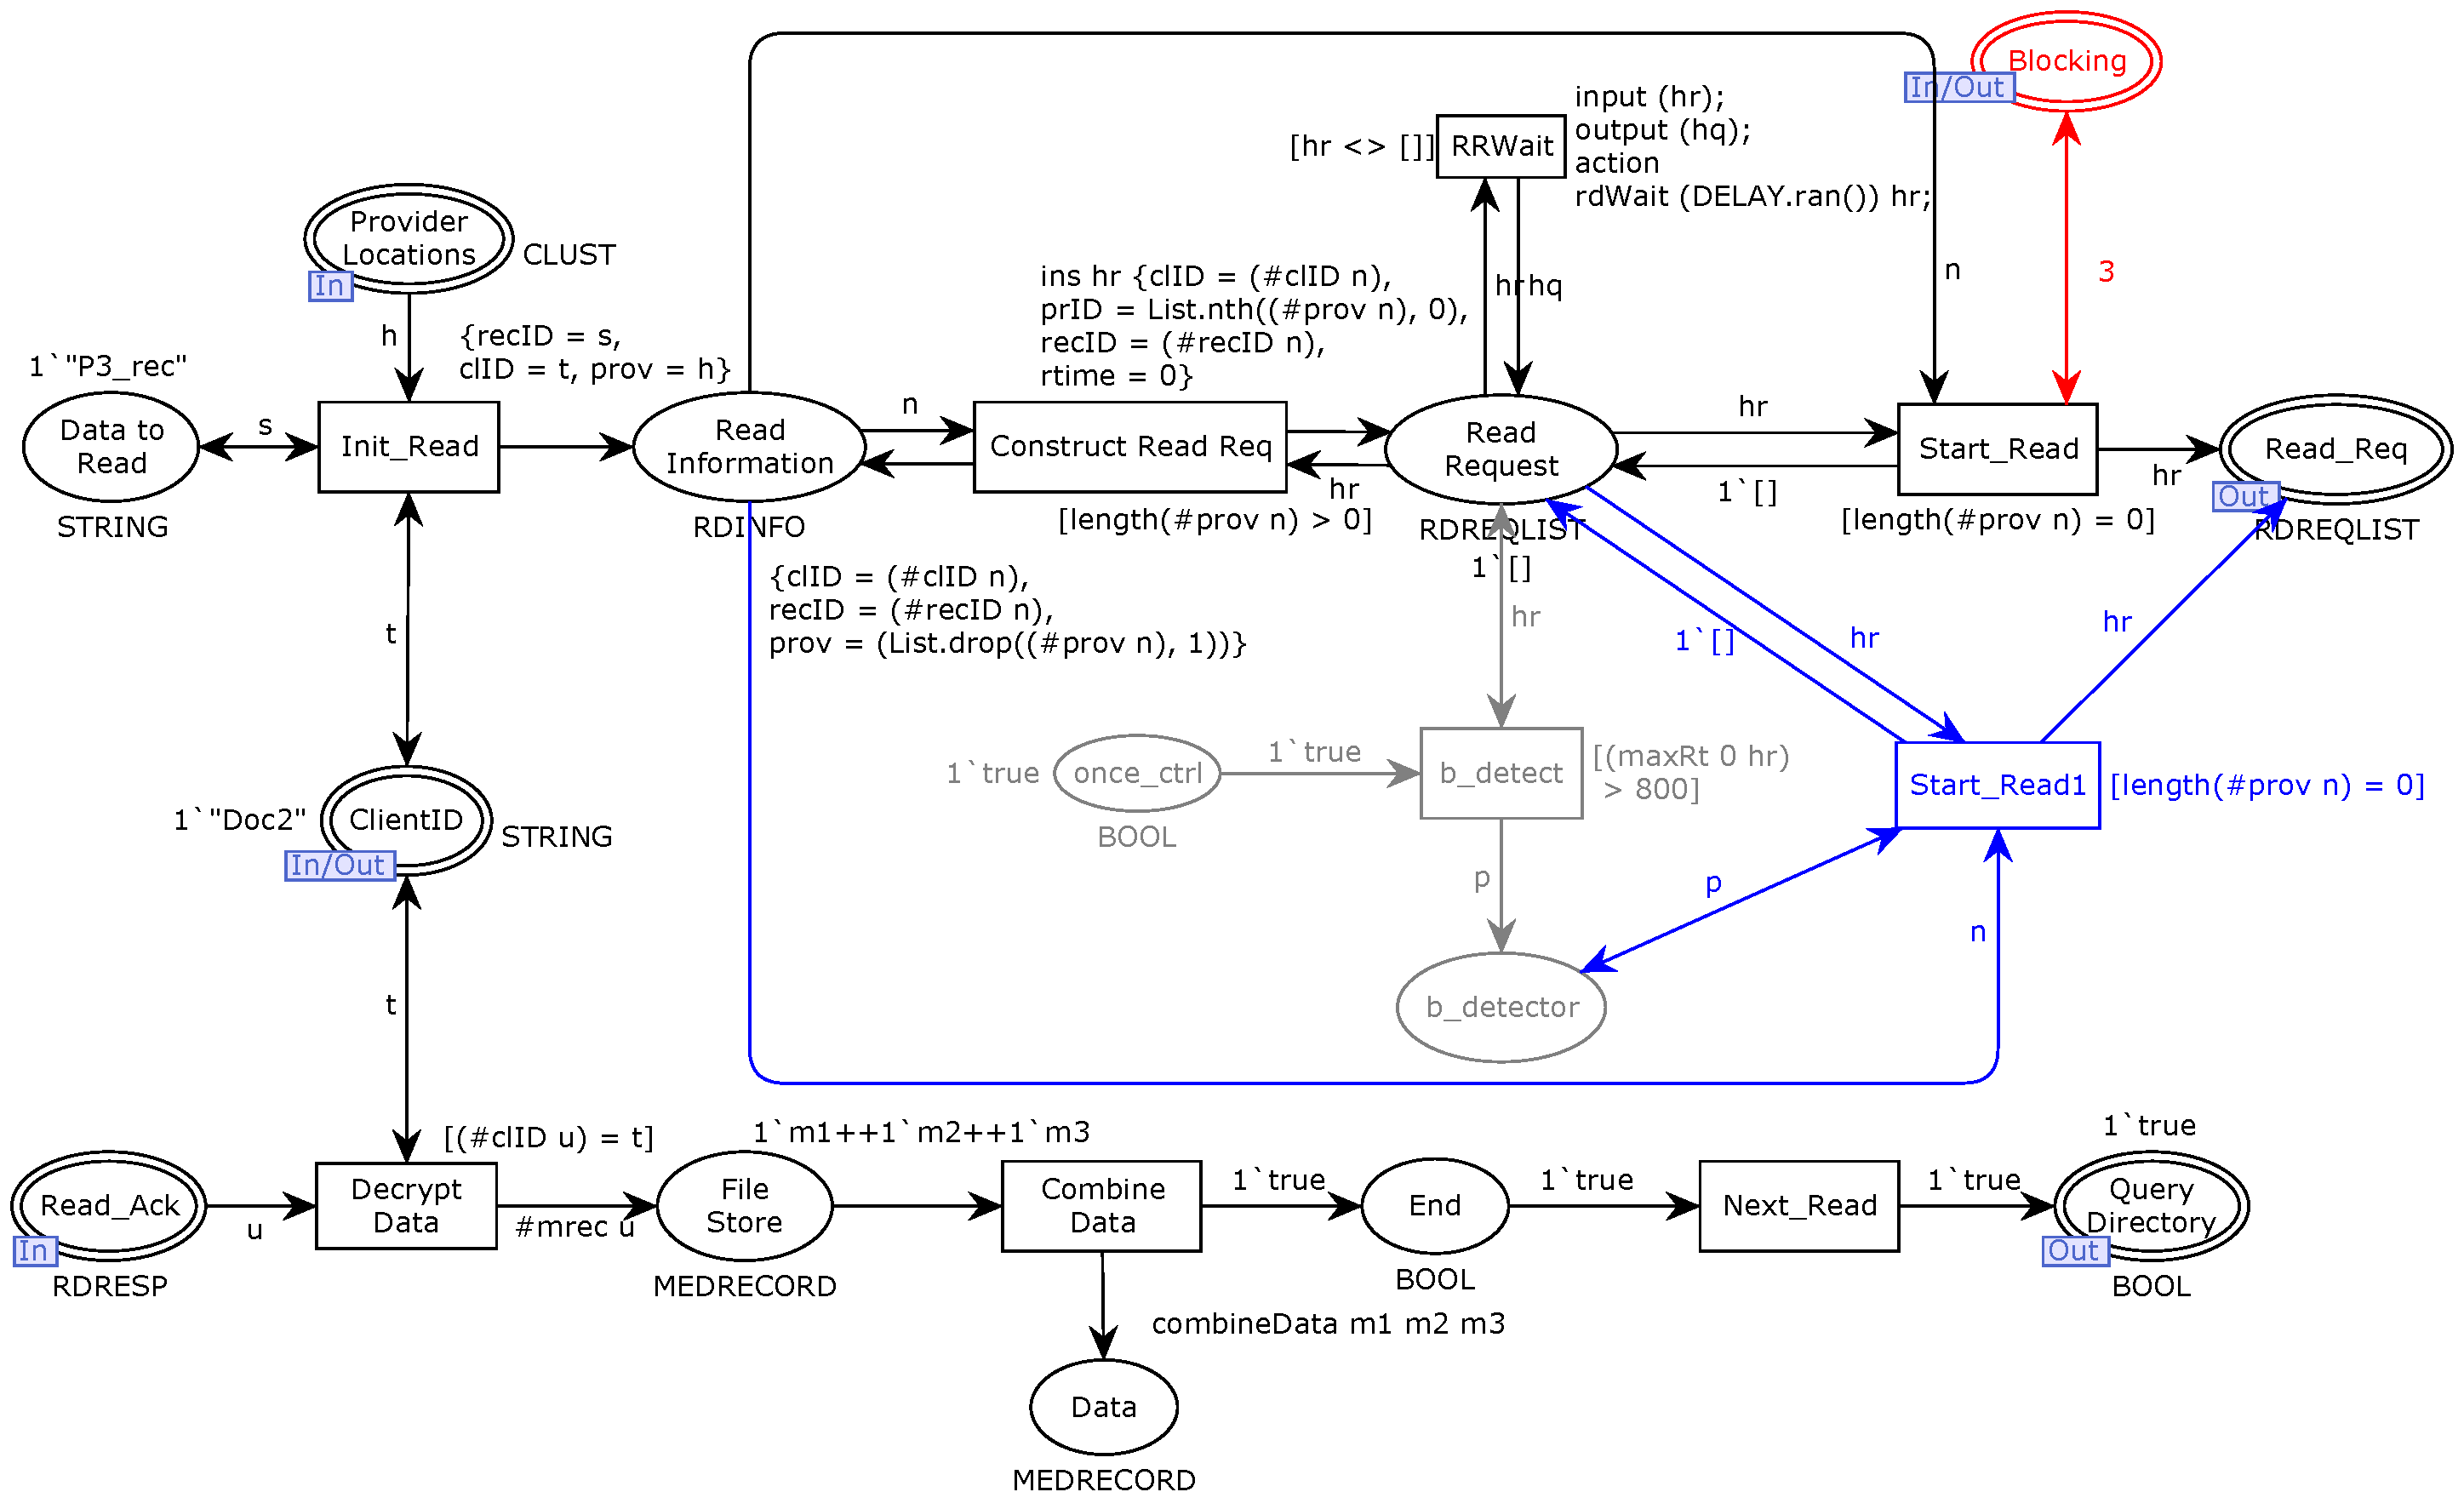 Blocking
In/Out
input (hr);
output (hq);
action
rdWait (DELAY.ran()) hr;
[hr <> []]
RRWait
Provider
Locations
In
CLUST
h
n
3
ins hr {clID = (#clID n),
prID = List.nth((#prov n), 0),
recID = (#recID n),
rtime = 0}
hr
hq
{recID = s,
clID = t, prov = h}
1`"P3_rec"
Data to
Read
STRING
s
Init_Read
Read
Information
RDINFO
n
Construct Read Req
hr
[length(#prov n) > 0]
Read
Request
RDREQLIST
1`[]
hr
1`[]
Start_Read
[length(#prov n) = 0]
hr
Read_Req
Out
RDREQLIST
{clID = (#clID n),
recID = (#recID n),
prov = (List.drop((#prov n), 1))}
t
hr
1`[]
hr
hr
1`true
once_ctrl
BOOL
1`true
b_detect
[(maxRt 0 hr)
> 800]
Start_Read1
[length(#prov n) = 0]
1`"Doc2"
ClientID
In/Out
STRING
p
p
n
b_detector
t
[(#clID u) = t]
1`m1++1`m2++1`m3
1`true
Read_Ack
In
RDRESP
u
Decrypt
Data
#mrec u
File
Store
MEDRECORD
Combine
Data
1`true
End
BOOL
1`true
Next_Read
1`true
Query
Directory
Out
BOOL
combineData m1 m2 m3
Data
MEDRECORD